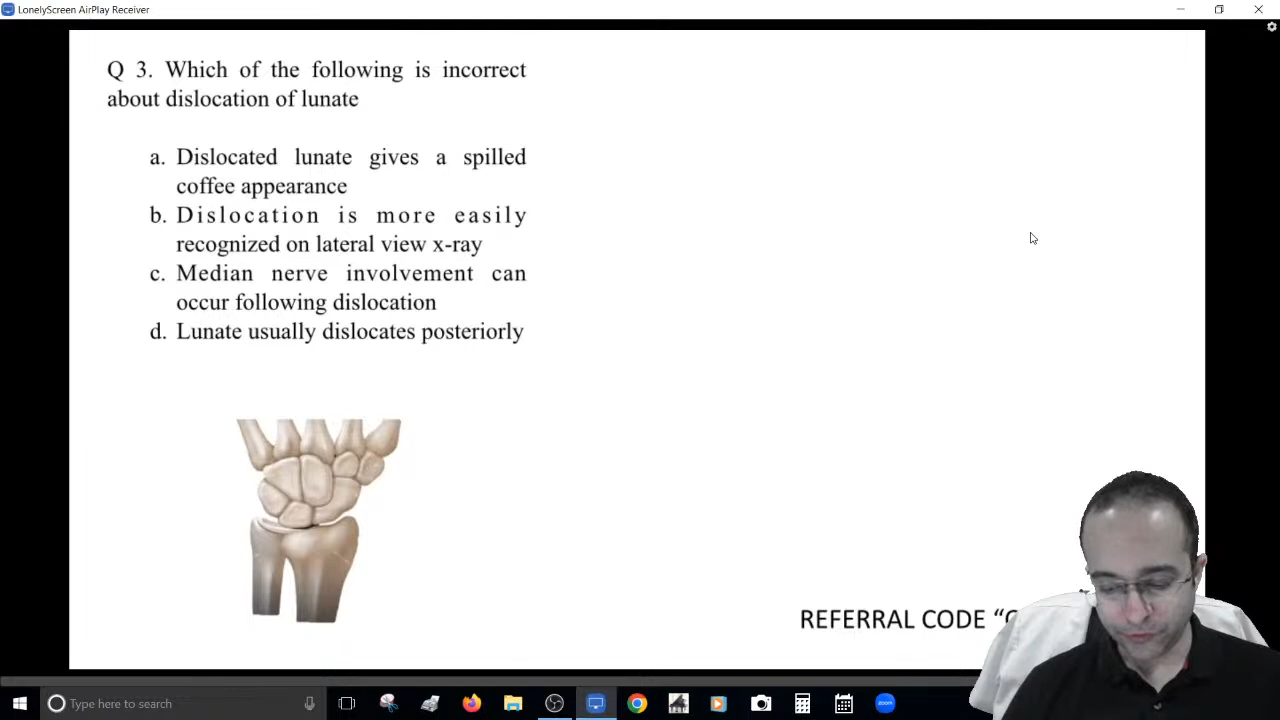 LonelyScreen AirPlay Receiver
Q 3. Which of the following is incorrect
about dislocation of lunate
a. Dislocated lunate gives a spilled
coffee appearance
b. Dislocation is more easily
recognized on lateral view x-ray
c. Median nerve involvement can
occur following dislocation
d. Lunate usually dislocates posteriorly
REFERRAL CODE
Type here to search
zoom